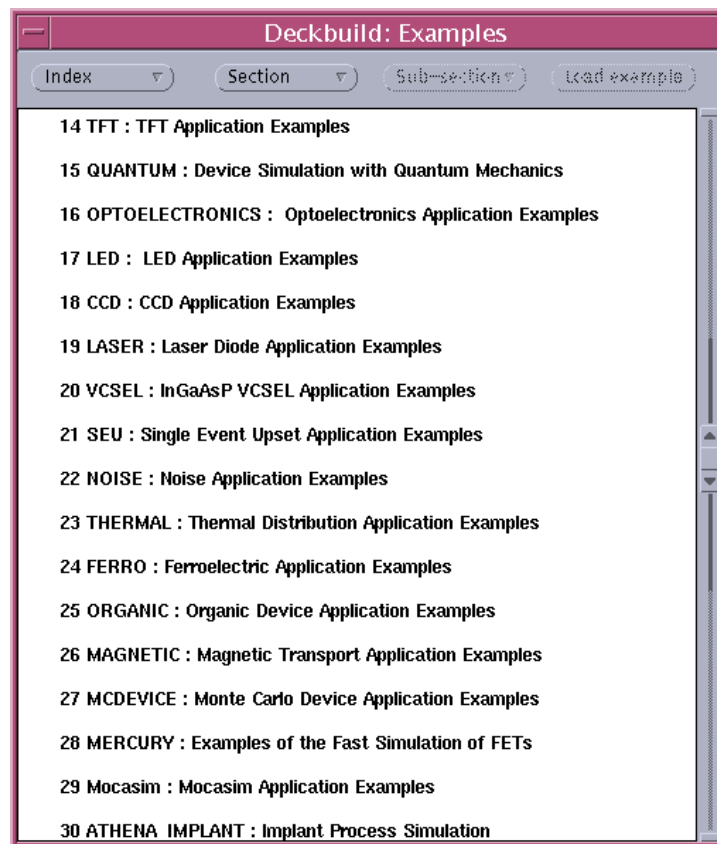 Deckbuild: Examples
Index Section Sub-section Load example
14 TFT : TFT Application Examples
15 QUANTUM : Device Simulation with Quantum Mechanics
16 OPTOELECTRONICS : Optoelectronics Application Examples
17 LED : LED Application Examples
18 CCD : CCD Application Examples
19 LASER : Laser Diode Application Examples
20 VCSEL : InGaAsP VCSEL Application Examples
21 SEU : Single Event Upset Application Examples
22 NOISE : Noise Application Examples
23 THERMAL : Thermal Distribution Application Examples
24 FERRO : Ferroelectric Application Examples
25 ORGANIC : Organic Device Application Examples
26 MAGNETIC : Magnetic Transport Application Examples
27 MCDEVICE : Monte Carlo Device Application Examples
28 MERCURY : Examples of the Fast Simulation of FETs
29 Mocasim : Mocasim Application Examples
30 ATHENA_IMPLANT : Implant Process Simulation